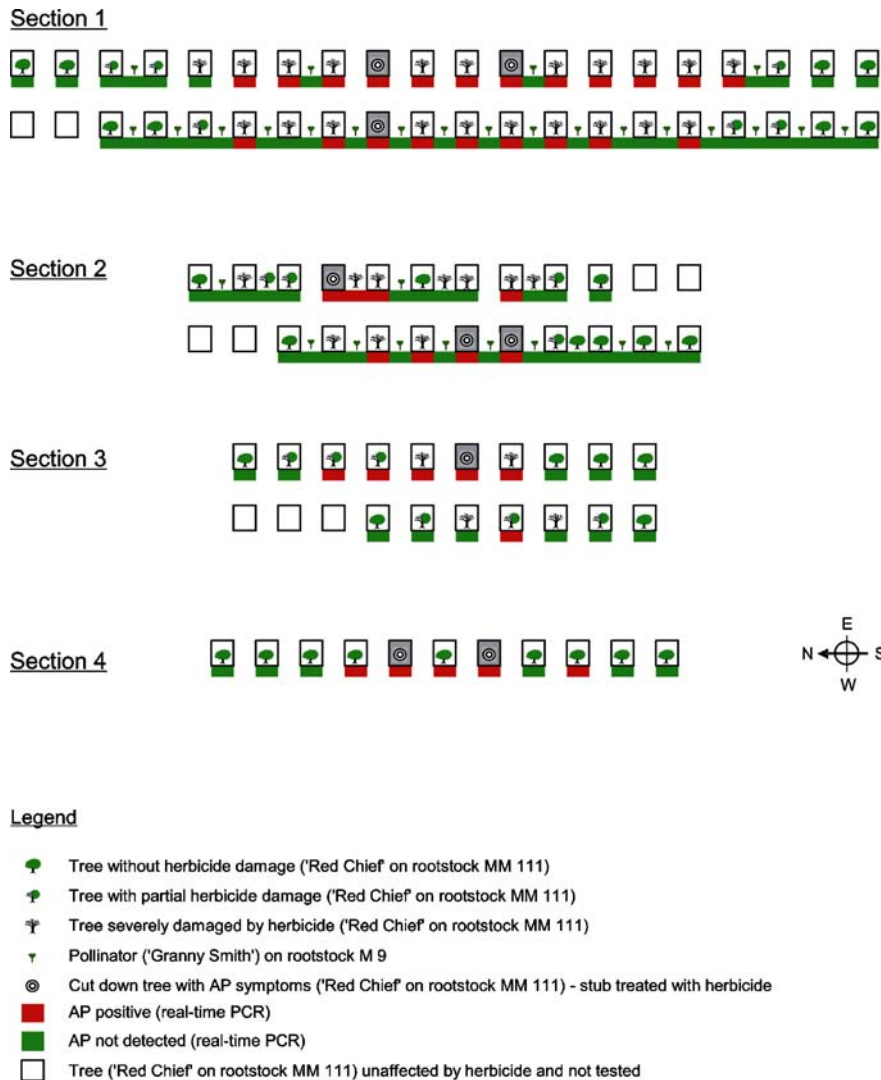 Section 1
Section 2
Section 3
Section 4
E
N S
W
Legend
Tree without herbicide damage ('Red Chief' on rootstock MM 111)
Tree with partial herbicide damage ('Red Chief' on rootstock MM 111)
Tree severely damaged by herbicide ('Red Chief' on rootstock MM 111)
Pollinator ('Granny Smith') on rootstock M 9
Cut down tree with AP symptoms ('Red Chief' on rootstock MM 111) - stub treated with herbicide
AP positive (real-time PCR)
AP not detected (real-time PCR)
Tree ('Red Chief' on rootstock MM 111) unaffected by herbicide and not tested